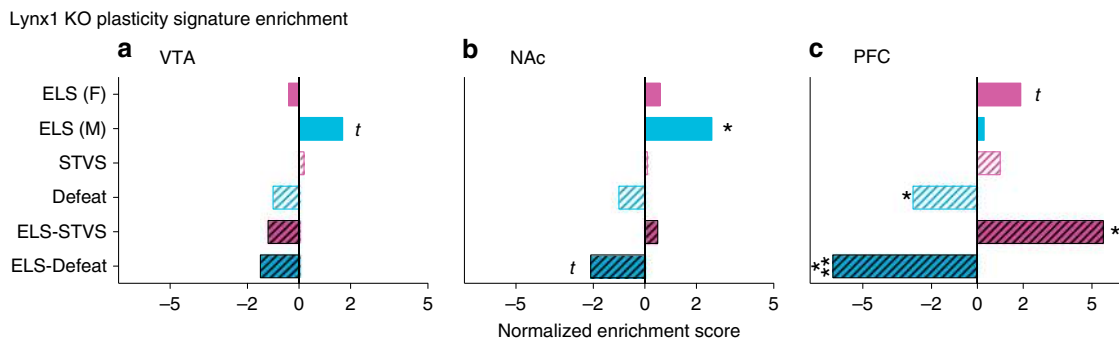 Lynx1 KO plasticity signature enrichment
a VTA
b NAc
c PFC
ELS (F)
t
ELS (M)
t
*
STVS
Defeat
*
ELS-STVS
*
ELS-Defeat
t
***
–5 –2 0 2 5
–5 –2 0 2 5
–5 –2 0 2 5
Normalized enrichment score